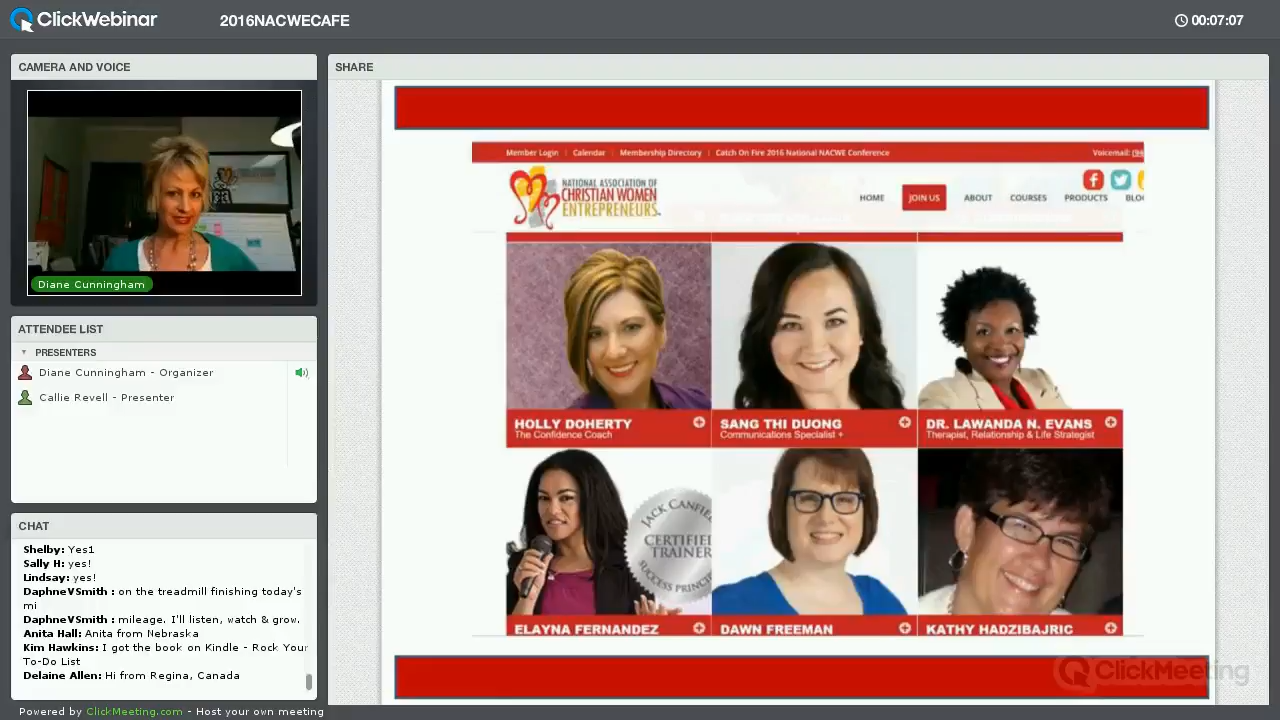 ClickWebinar
2016NACWECAFE
00:07:07
CAMERA AND VOICE
Diane Cunningham
ATTENDEE LIST
PRESENTERS
Diane Cunningham - Organizer
Callie Revell - Presenter
CHAT
Shelby: Yes1
Sally H: yes!
Lindsay: yes!
DaphneVSmith : on the treadmill finishing today's
mi
DaphneVSmith : mileage. I'll listen, watch & grow.
Anita Hall: Anita from Nebraska
Kim Hawkins: I got the book on Kindle - Rock Your
To-Do List
Delaine Allen: Hi from Regina, Canada
Powered by ClickMeeting.com - Host your own meeting
SHARE
Member Login
Calendar
Membership Directory
Catch On Fire 2016 National NACWE Conference
Voicemail: (94
NATIONAL ASSOCIATION OF
CHRISTIAN WOMEN
ENTREPRENEURS
HOME
JOIN US
ABOUT
COURSES
PRODUCTS
BLO
HOLLY DOHERTY
The Confidence Coach
SANG THI DUONG
Communications Specialist +
DR. LAWANDA N. EVANS
Therapist, Relationship & Life Strategist
JACK CANFIE
CERTIFIED
TRAINER
SUCCESS PRINCIP
ELAYNA FERNANDEZ
DAWN FREEMAN
KATHY HADZIBAJRIC
ClickMeeting